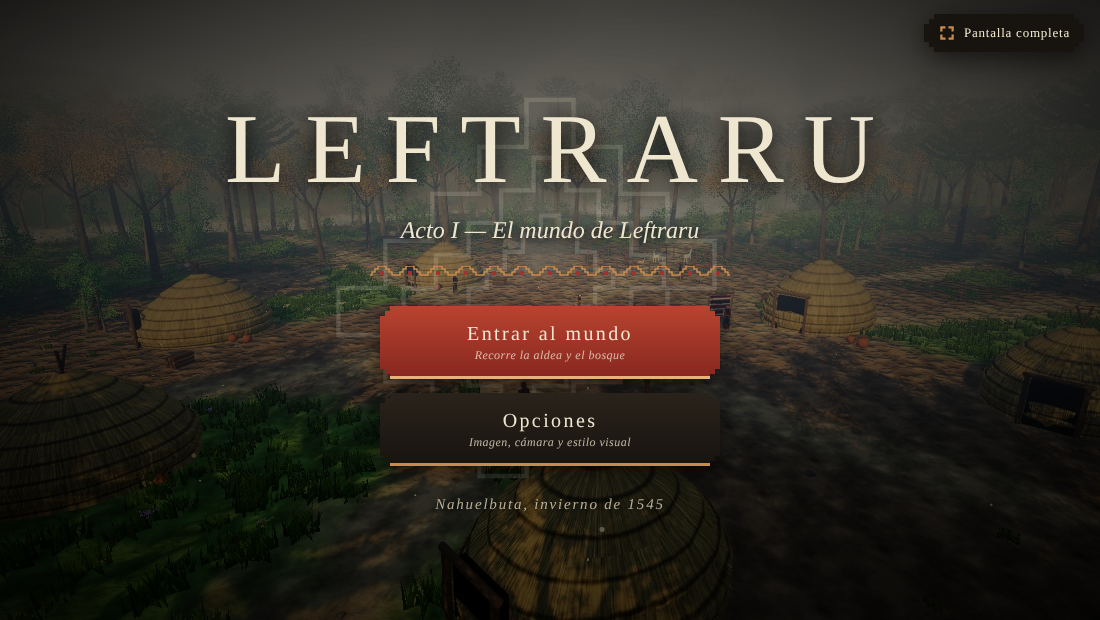 Pantalla completa
LEFTRARU
Acto I — El mundo de Leftraru
Entrar al mundo
Recorre la aldea y el bosque
Opciones
Imagen, cámara y estilo visual
Nahuelbuta, invierno de 1545